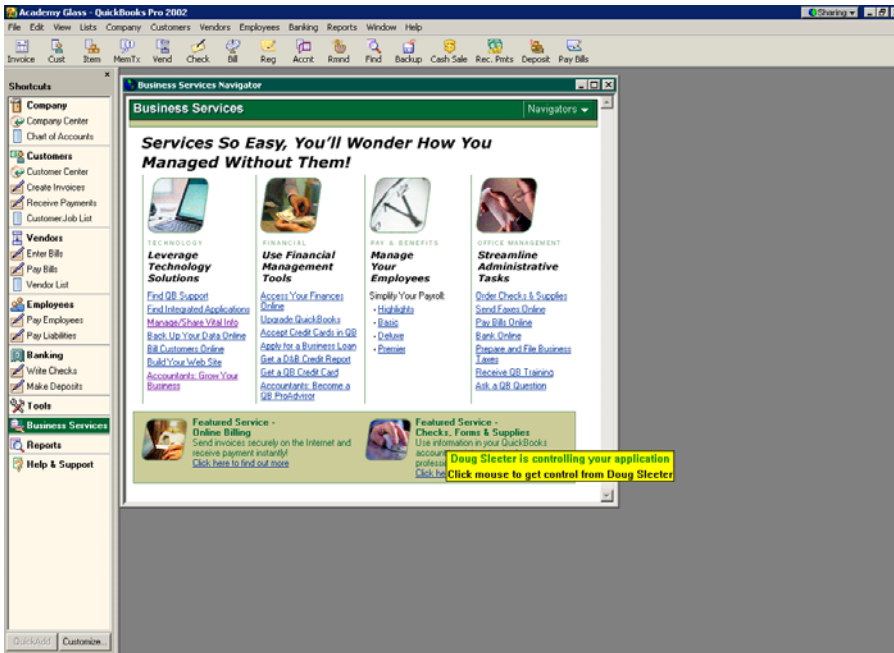 Academy Glass - QuickBooks Pro 2002
Sharing
File Edit View Lists Company Customers Vendors Employees Banking Reports Window Help
Invoice Cust Item MemTx Vend Check Bill Reg Accnt Rmnd Find Backup Cash Sale Rec. Pmts Deposit Pay Bills
Shortcuts
Company
Company Center
Chart of Accounts
Customers
Customer Center
Create Invoices
Receive Payments
Customer:Job List
Vendors
Enter Bills
Pay Bills
Vendor List
Employees
Pay Employees
Pay Liabilities
Banking
Write Checks
Make Deposits
Tools
Business Services
Reports
Help & Support
QuickAdd Customize...
Business Services Navigator
Business Services
Navigators
Services So Easy, You'll Wonder How You
Managed Without Them!
TECHNOLOGY
Leverage
Technology
Solutions
Find QB Support
Find Integrated Applications
Manage/Share Vital Info
Back Up Your Data Online
Bill Customers Online
Build Your Web Site
Accountants: Grow Your
Business
FINANCIAL
Use Financial
Management
Tools
Access Your Finances
Online
Upgrade QuickBooks
Accept Credit Cards in QB
Apply for a Business Loan
Get a D&B Credit Report
Get a QB Credit Card
Accountants: Become a
QB ProAdvisor
PAY & BENEFITS
Manage
Your
Employees
Simplify Your Payroll:
- Highlights
- Basic
- Deluxe
- Premier
OFFICE MANAGEMENT
Streamline
Administrative
Tasks
Order Checks & Supplies
Send Faxes Online
Pay Bills Online
Bank Online
Prepare and File Business
Taxes
Receive QB Training
Ask a QB Question
Featured Service -
Online Billing
Send invoices securely on the Internet and
receive payment instantly!
Click here to find out more
Featured Service -
Checks, Forms & Supplies
Use information in your QuickBooks
Doug Sleeter is controlling your application
Click mouse to get control from Doug Sleeter